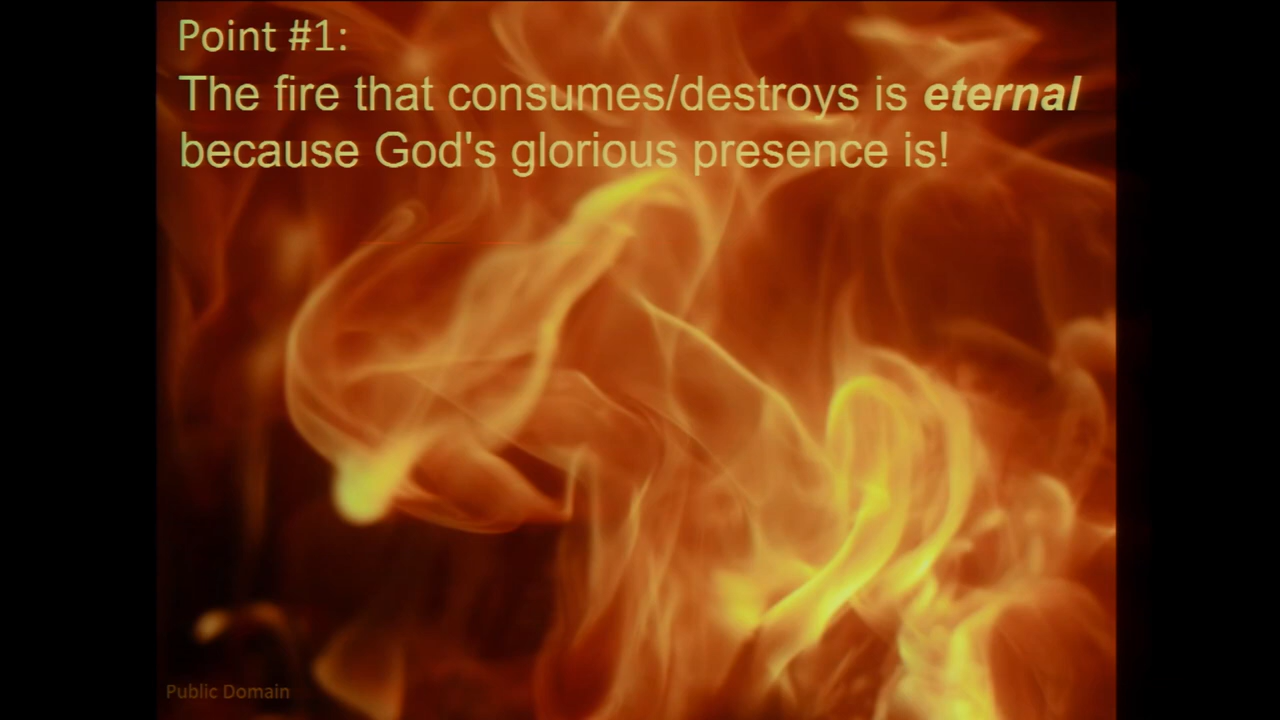 Point #1:
The fire that consumes/destroys is eternal
because God's glorious presence is!
Public Domain